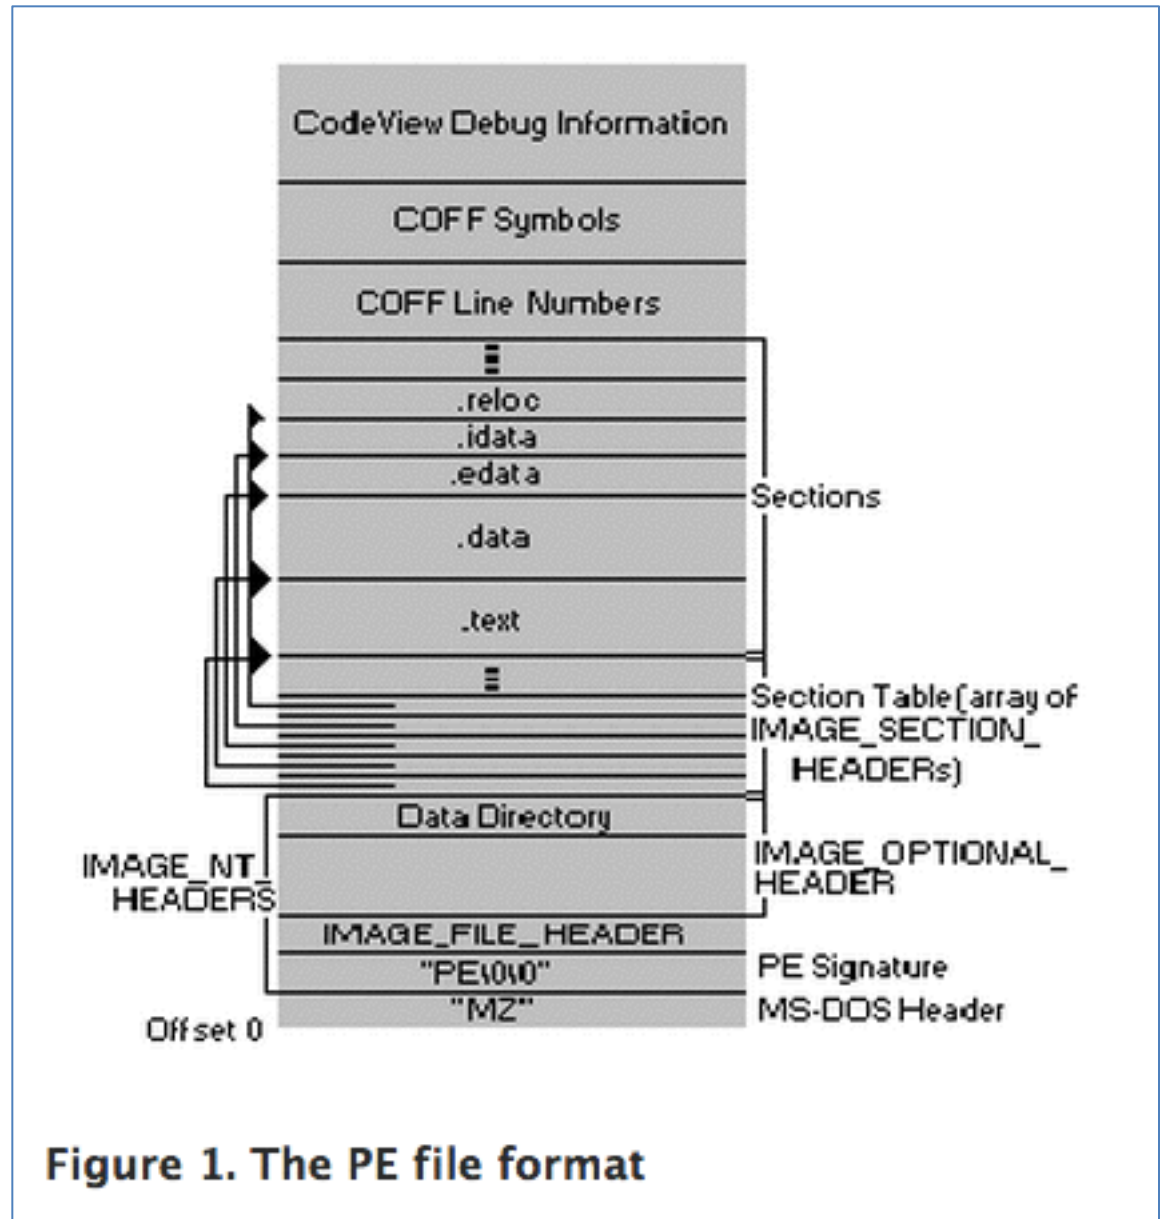 CodeView Debug Information
COFF Symbols
COFF Line Numbers
.reloc
.idata
.edata
Sections
.data
.text
Section Table (array of
IMAGE_SECTION_
HEADERs)
Data Directory
IMAGE_NT_
HEADERS
IMAGE_OPTIONAL_
HEADER
IMAGE_FILE_HEADER
"PE\0\0"
PE Signature
"MZ"
MS-DOS Header
Offset 0
Figure 1. The PE file format